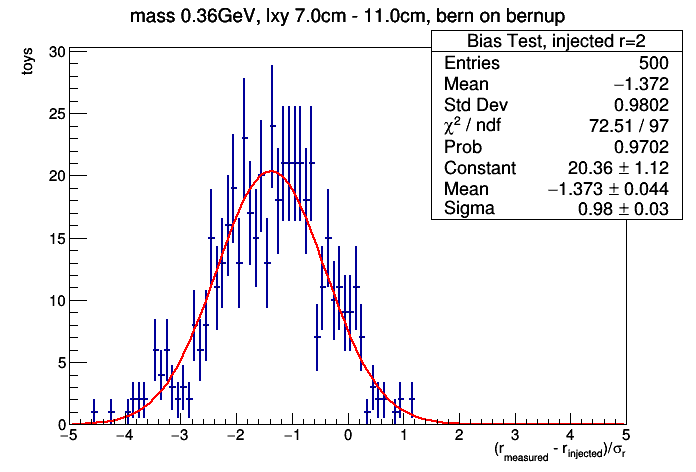 mass 0.36GeV, lxy 7.0cm - 11.0cm, bern on bernup
Bias Test, injected r=2
Entries 500
Mean −1.372
Std Dev 0.9802
χ² / ndf 72.51 / 97
Prob 0.9702
Constant 20.36 ± 1.12
Mean −1.373 ± 0.044
Sigma 0.98 ± 0.03
toys
30
25
20
15
10
5
0
−5 −4 −3 −2 −1 0 1 2 3 4 5
(r_measured - r_injected)/σ_r